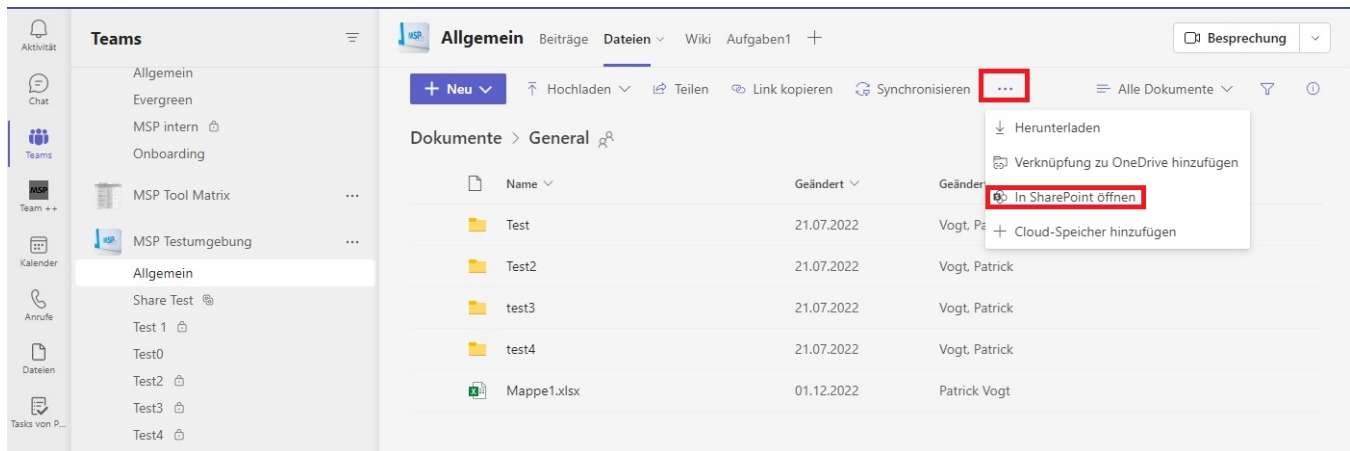 Aktivität
Chat
Teams
MSP
Team ++
Kalender
Anrufe
Dateien
Tasks von P...
Teams
Allgemein
Evergreen
MSP intern
Onboarding
MSP Tool Matrix ...
MSP Testumgebung ...
Allgemein
Share Test
Test 1
Test0
Test2
Test3
Test4
MSP Allgemein Beiträge Dateien Wiki Aufgaben1 + Besprechung
+ Neu Hochladen Teilen Link kopieren Synchronisieren ... Alle Dokumente
Dokumente > General
Herunterladen
Verknüpfung zu OneDrive hinzufügen
In SharePoint öffnen
+ Cloud-Speicher hinzufügen
Name Geändert Geänder
Test 21.07.2022 Vogt, Pa
Test2 21.07.2022 Vogt, Patrick
test3 21.07.2022 Vogt, Patrick
test4 21.07.2022 Vogt, Patrick
Mappe1.xlsx 01.12.2022 Patrick Vogt